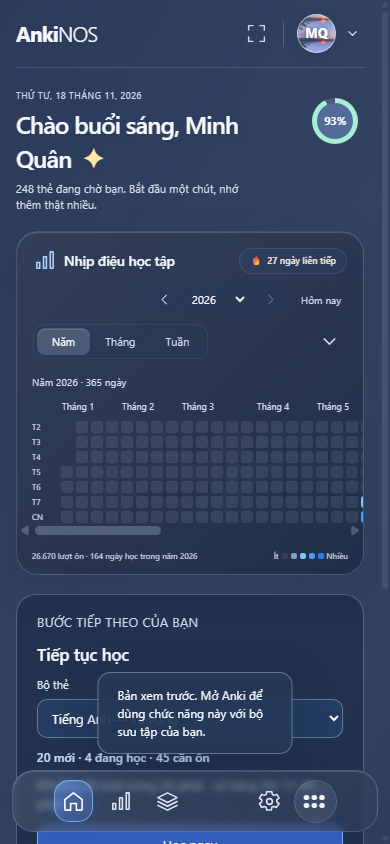 AnkiNOS
MQ
THỨ TƯ, 18 THÁNG 11, 2026
Chào buổi sáng, Minh
Quân
93%
248 thẻ đang chờ bạn. Bắt đầu một chút, nhớ
thêm thật nhiều.
Nhịp điệu học tập
27 ngày liên tiếp
2026
Hôm nay
Năm Tháng Tuần
Năm 2026 · 365 ngày
Tháng 1 Tháng 2 Tháng 3 Tháng 4 Tháng 5
T2
T3
T4
T5
T6
T7
CN
26.670 lượt ôn · 164 ngày học trong năm 2026
Ít Nhiều
BƯỚC TIẾP THEO CỦA BẠN
Tiếp tục học
Bộ thẻ
Tiếng
Bản xem trước. Mở Anki để
dùng chức năng này với bộ
sưu tập của bạn.
20 mới · 4 đang học · 45 cần ôn